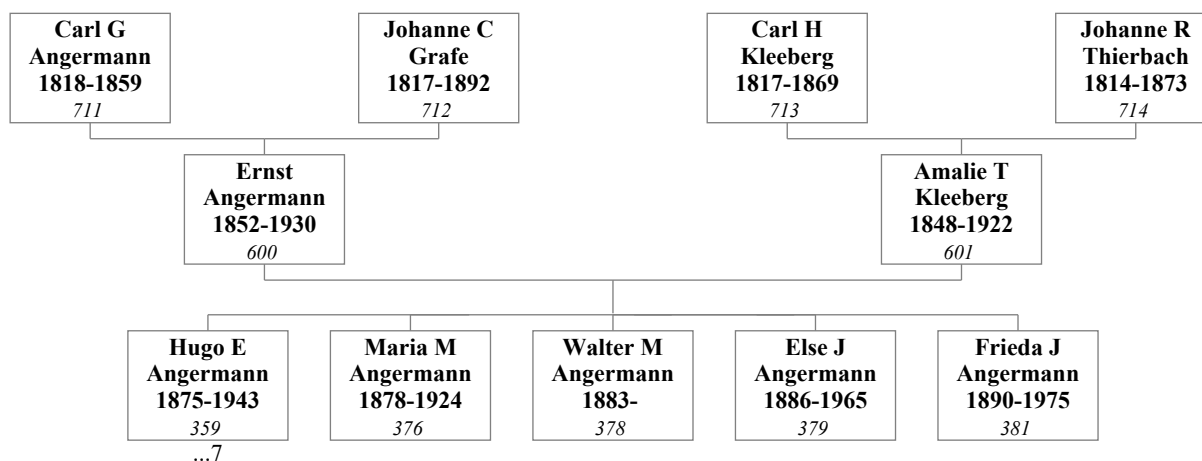 Carl G
Angermann
1818-1859
711
Johanne C
Grafe
1817-1892
712
Carl H
Kleeberg
1817-1869
713
Johanne R
Thierbach
1814-1873
714
Ernst
Angermann
1852-1930
600
Amalie T
Kleeberg
1848-1922
601
Hugo E
Angermann
1875-1943
359
...7
Maria M
Angermann
1878-1924
376
Walter M
Angermann
1883-
378
Else J
Angermann
1886-1965
379
Frieda J
Angermann
1890-1975
381